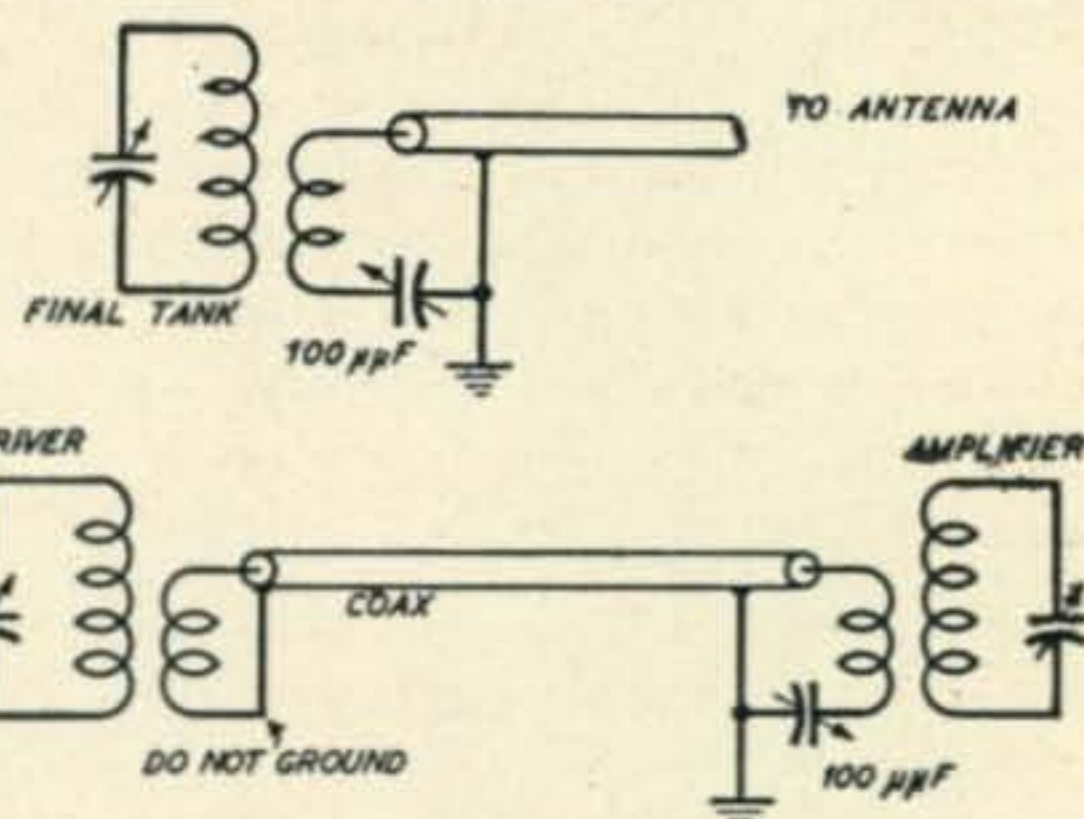 TO ANTENNA
FINAL TANK
100 μμF
RIVER
AMPLIFIER
COAX
DO NOT GROUND
100 μμF